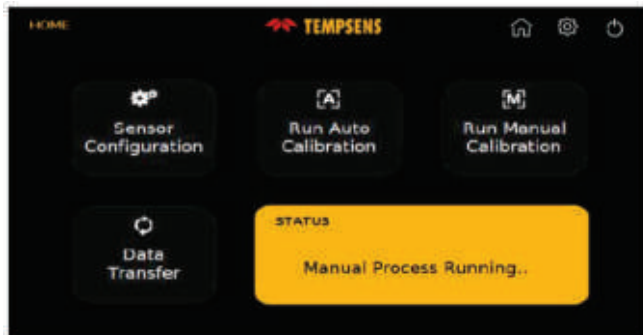 HOME
TEMPSENS
Sensor
Configuration
[A]
Run Auto
Calibration
[M]
Run Manual
Calibration
Data
Transfer
STATUS
Manual Process Running..